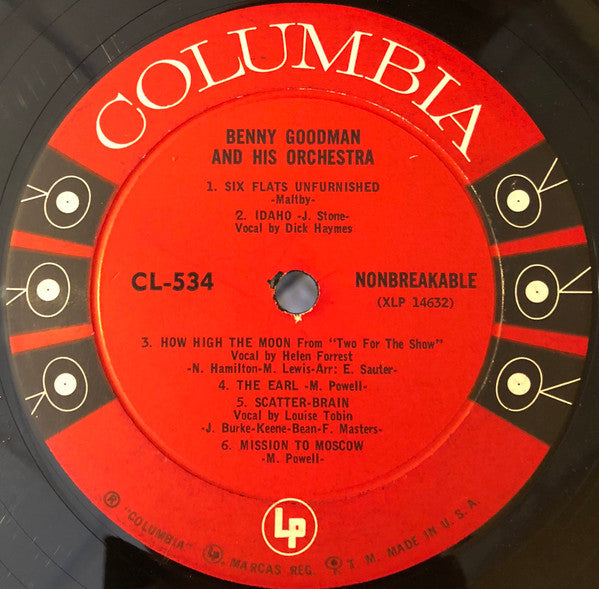 COLUMBIA
BENNY GOODMAN
AND HIS ORCHESTRA
1. SIX FLATS UNFURNISHED
-Maltby-
2. IDAHO -J. Stone-
Vocal by Dick Haymes
CL-534
NONBREAKABLE
(XLP 14632)
3. HOW HIGH THE MOON From "Two For The Show"
Vocal by Helen Forrest
-N. Hamilton-M. Lewis-Arr: E. Sauter-
4. THE EARL -M. Powell-
5. SCATTER-BRAIN
Vocal by Louise Tobin
-J. Burke-Keene-Bean-F. Masters-
6. MISSION TO MOSCOW
-M. Powell-
Lp
® "COLUMBIA" Lp MARCAS REG. T M. MADE IN U. S. A.